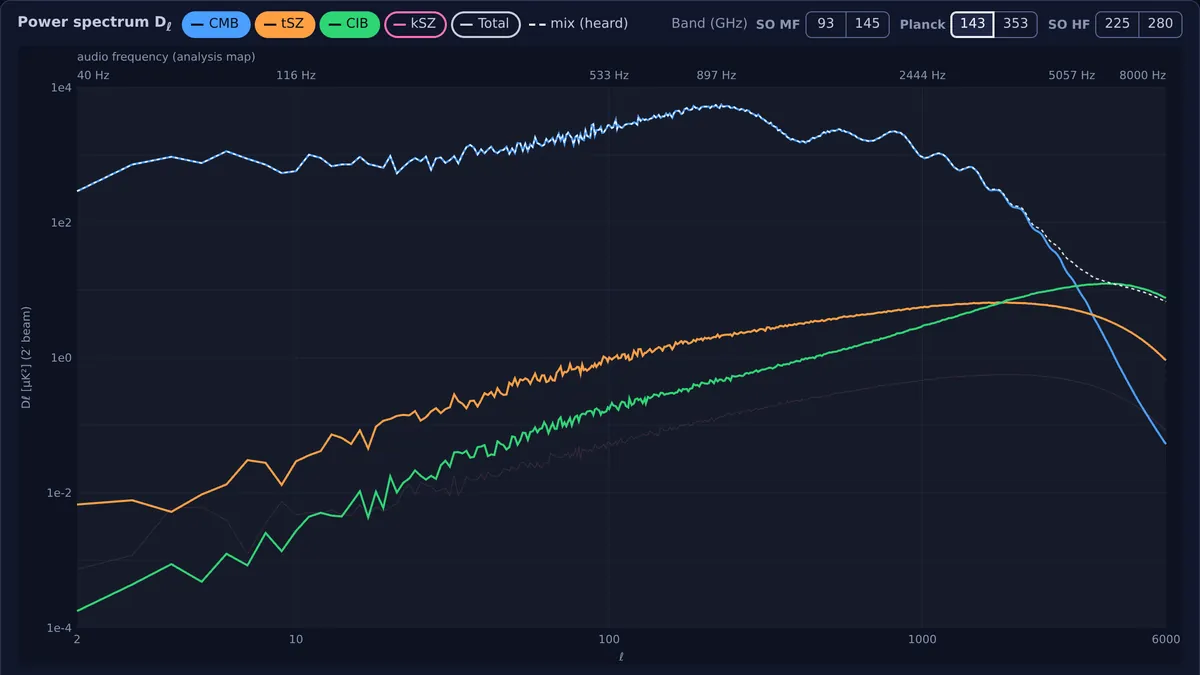 Power spectrum Dℓ — CMB — tSZ — CIB — kSZ — Total -- mix (heard) Band (GHz) SO MF 93 145 Planck 143 353 SO HF 225 280
audio frequency (analysis map)
40 Hz 116 Hz 533 Hz 897 Hz 2444 Hz 5057 Hz 8000 Hz
1e4
1e2
1e0
1e-2
1e-4
Dℓ [µK²] (2′ beam)
2 10 100 1000 6000
ℓ